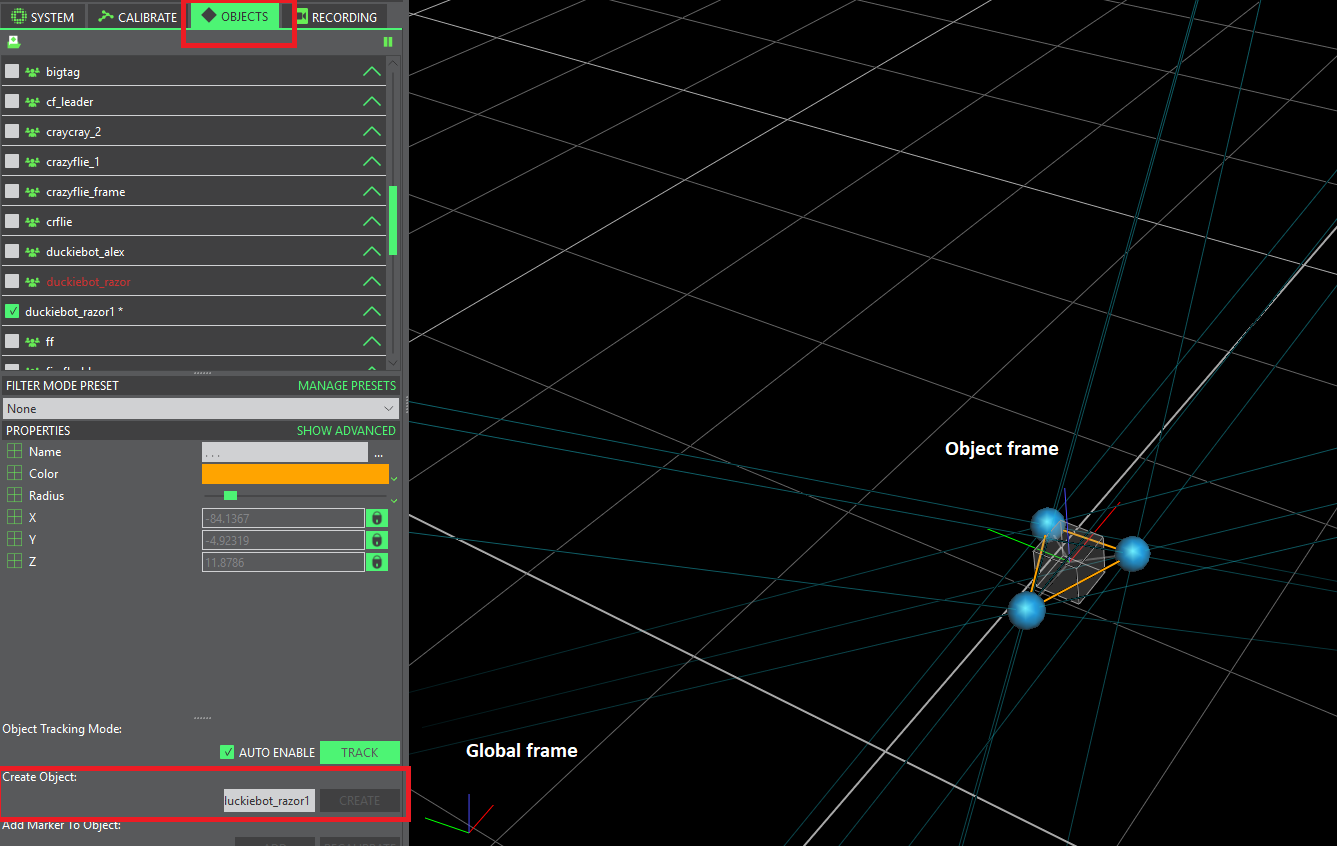 SYSTEM CALIBRATE OBJECTS RECORDING
bigtag
cf_leader
craycray_2
crazyflie_1
crazyflie_frame
crflie
duckiebot_alex
duckiebot_razor
duckiebot_razor1 *
ff
FILTER MODE PRESET MANAGE PRESETS
None
PROPERTIES SHOW ADVANCED
Name . . . ...
Color
Radius
X -84.1367
Y -4.92319
Z 11.8786
Object Tracking Mode:
AUTO ENABLE TRACK
Create Object:
luckiebot_razor1 CREATE
Add Marker To Object:
Object frame
Global frame